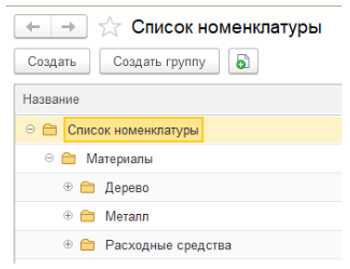 Список номенклатуры
Создать Создать группу
Название
Список номенклатуры
Материалы
Дерево
Металл
Расходные средства